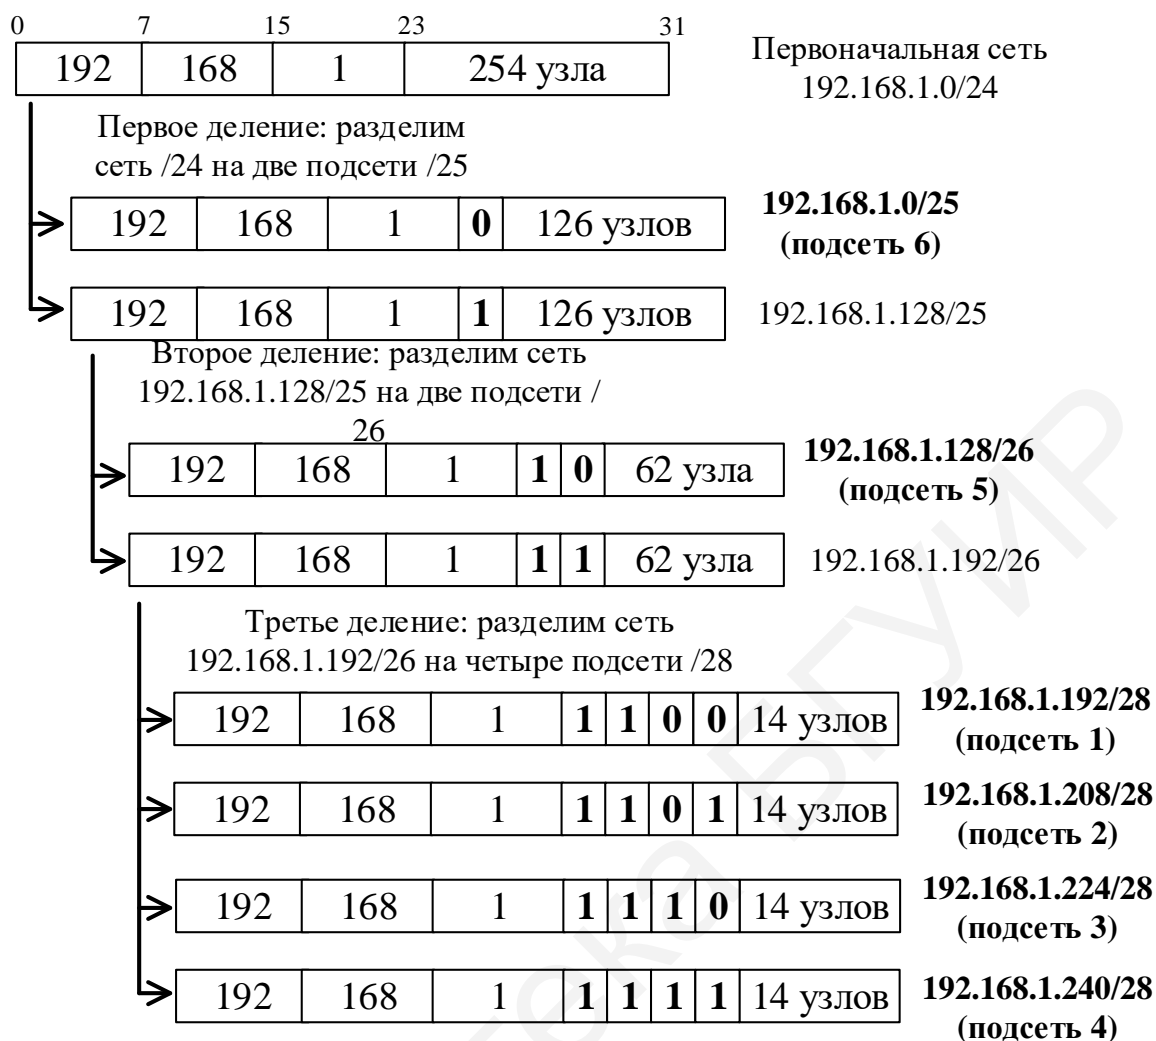 0 7 15 23 31
192 168 1 254 узла
Первоначальная сеть
192.168.1.0/24
Первое деление: разделим
сеть /24 на две подсети /25
192 168 1 0 126 узлов
192.168.1.0/25
(подсеть 6)
192 168 1 1 126 узлов
192.168.1.128/25
Второе деление: разделим сеть
192.168.1.128/25 на две подсети /
26
192 168 1 1 0 62 узла
192.168.1.128/26
(подсеть 5)
192 168 1 1 1 62 узла
192.168.1.192/26
Третье деление: разделим сеть
192.168.1.192/26 на четыре подсети /28
192 168 1 1 1 0 0 14 узлов
192.168.1.192/28
(подсеть 1)
192 168 1 1 1 0 1 14 узлов
192.168.1.208/28
(подсеть 2)
192 168 1 1 1 1 0 14 узлов
192.168.1.224/28
(подсеть 3)
192 168 1 1 1 1 1 14 узлов
192.168.1.240/28
(подсеть 4)
БГУИР